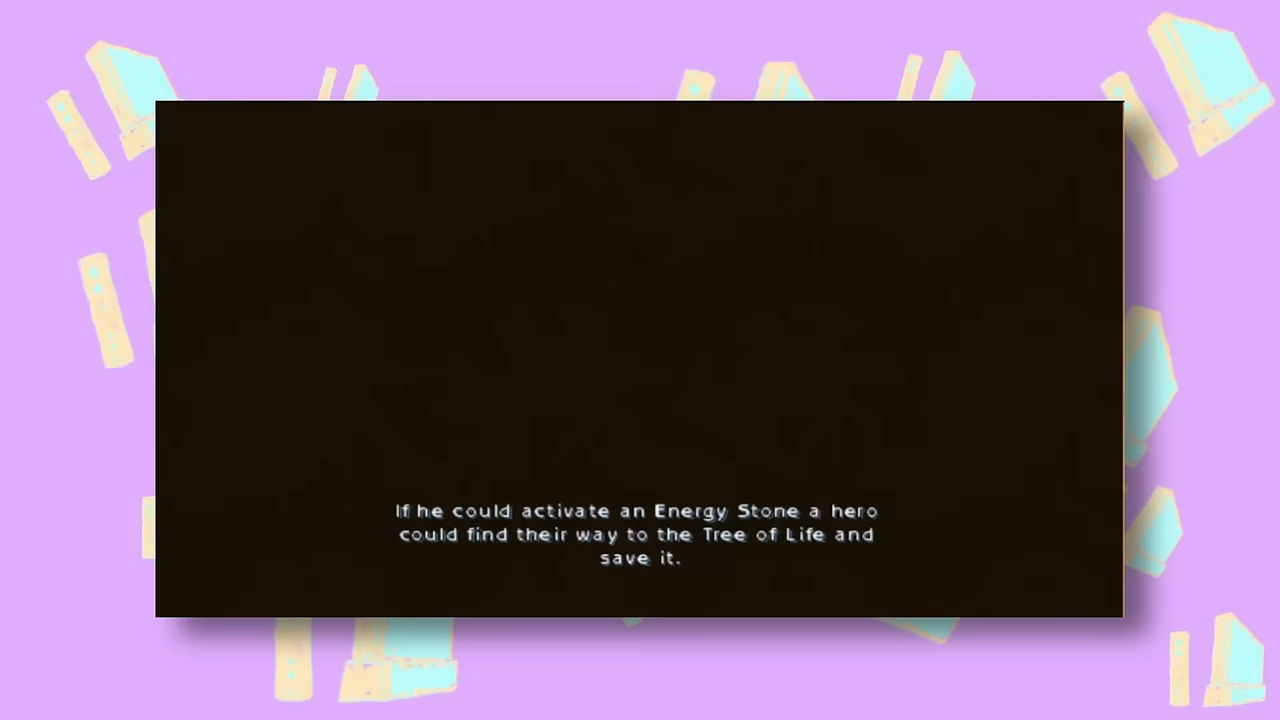 If he could activate an Energy Stone a hero
could find their way to the Tree of Life and
save it.